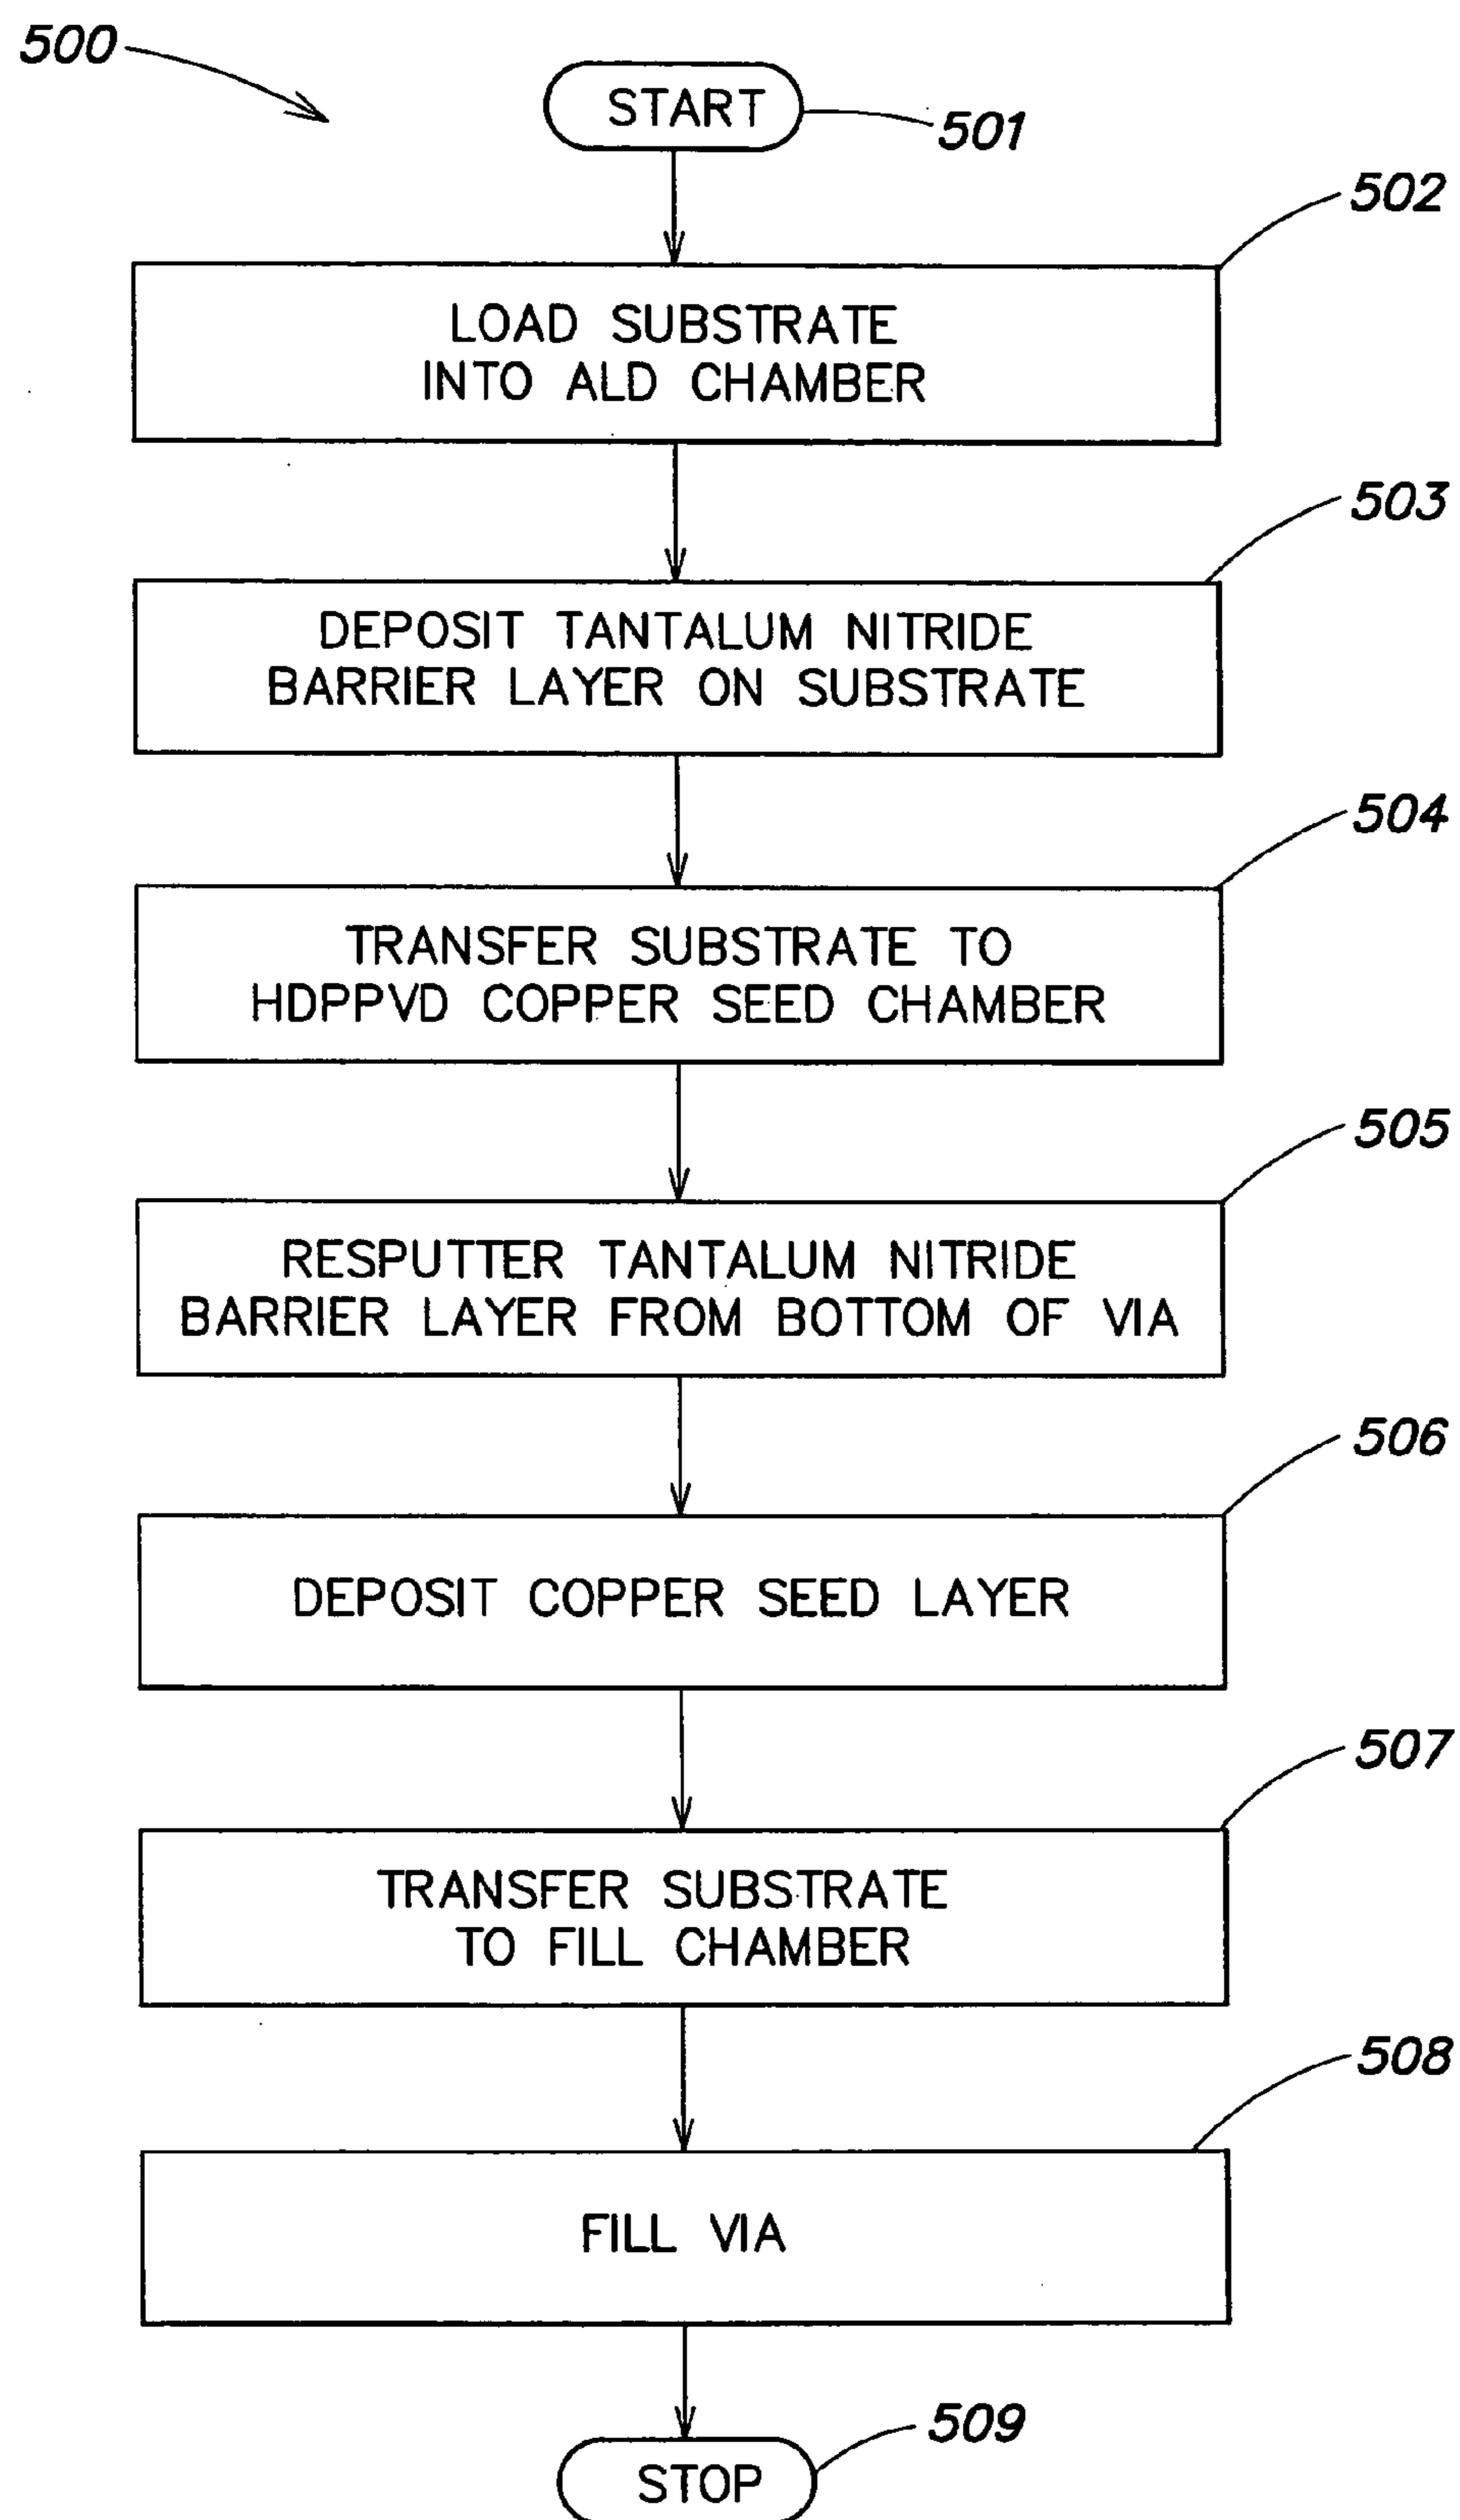 500
START
501
502
LOAD SUBSTRATE
INTO ALD CHAMBER
503
DEPOSIT TANTALUM NITRIDE
BARRIER LAYER ON SUBSTRATE
504
TRANSFER SUBSTRATE TO
HDPPVD COPPER SEED CHAMBER
505
RESPUTTER TANTALUM NITRIDE
BARRIER LAYER FROM BOTTOM OF VIA
506
DEPOSIT COPPER SEED LAYER
507
TRANSFER SUBSTRATE
TO FILL CHAMBER
508
FILL VIA
509
STOP